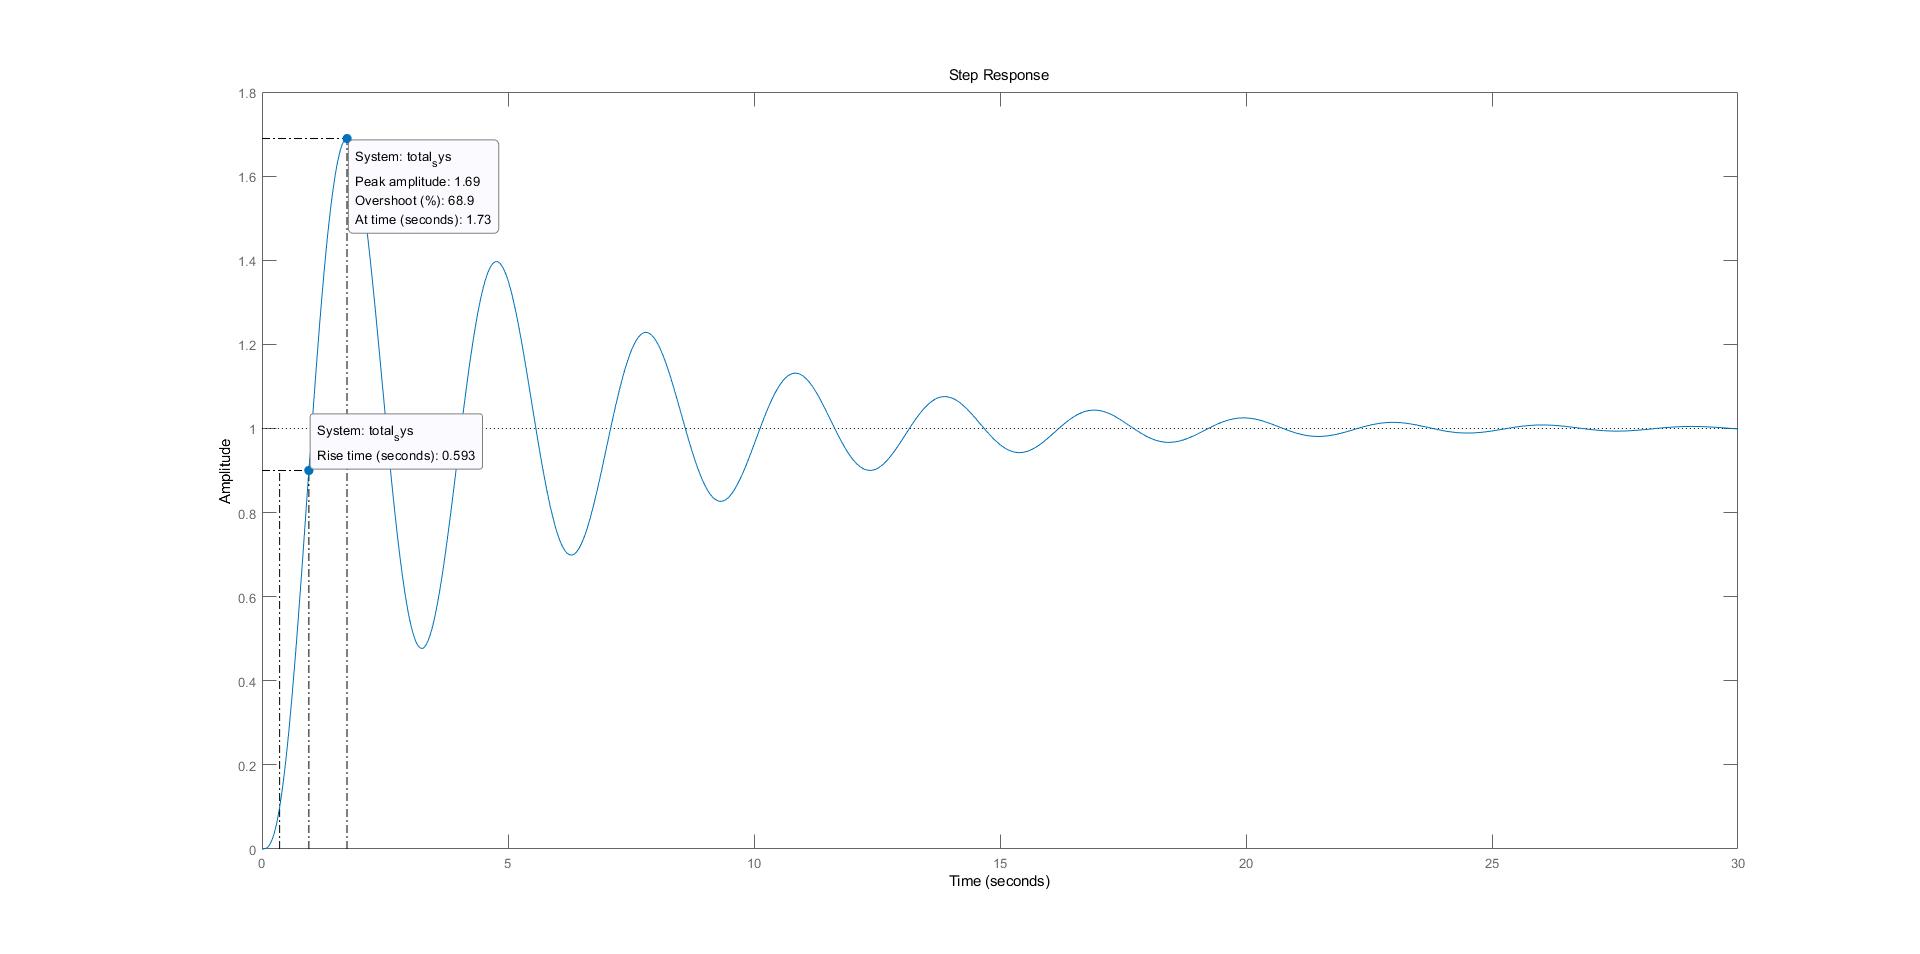 Step Response
1.8
1.6
1.4
1.2
1
0.8
0.6
0.4
0.2
0
Amplitude
System: total_sys
Peak amplitude: 1.69
Overshoot (%): 68.9
At time (seconds): 1.73
System: total_sys
Rise time (seconds): 0.593
0 5 10 15 20 25 30
Time (seconds)